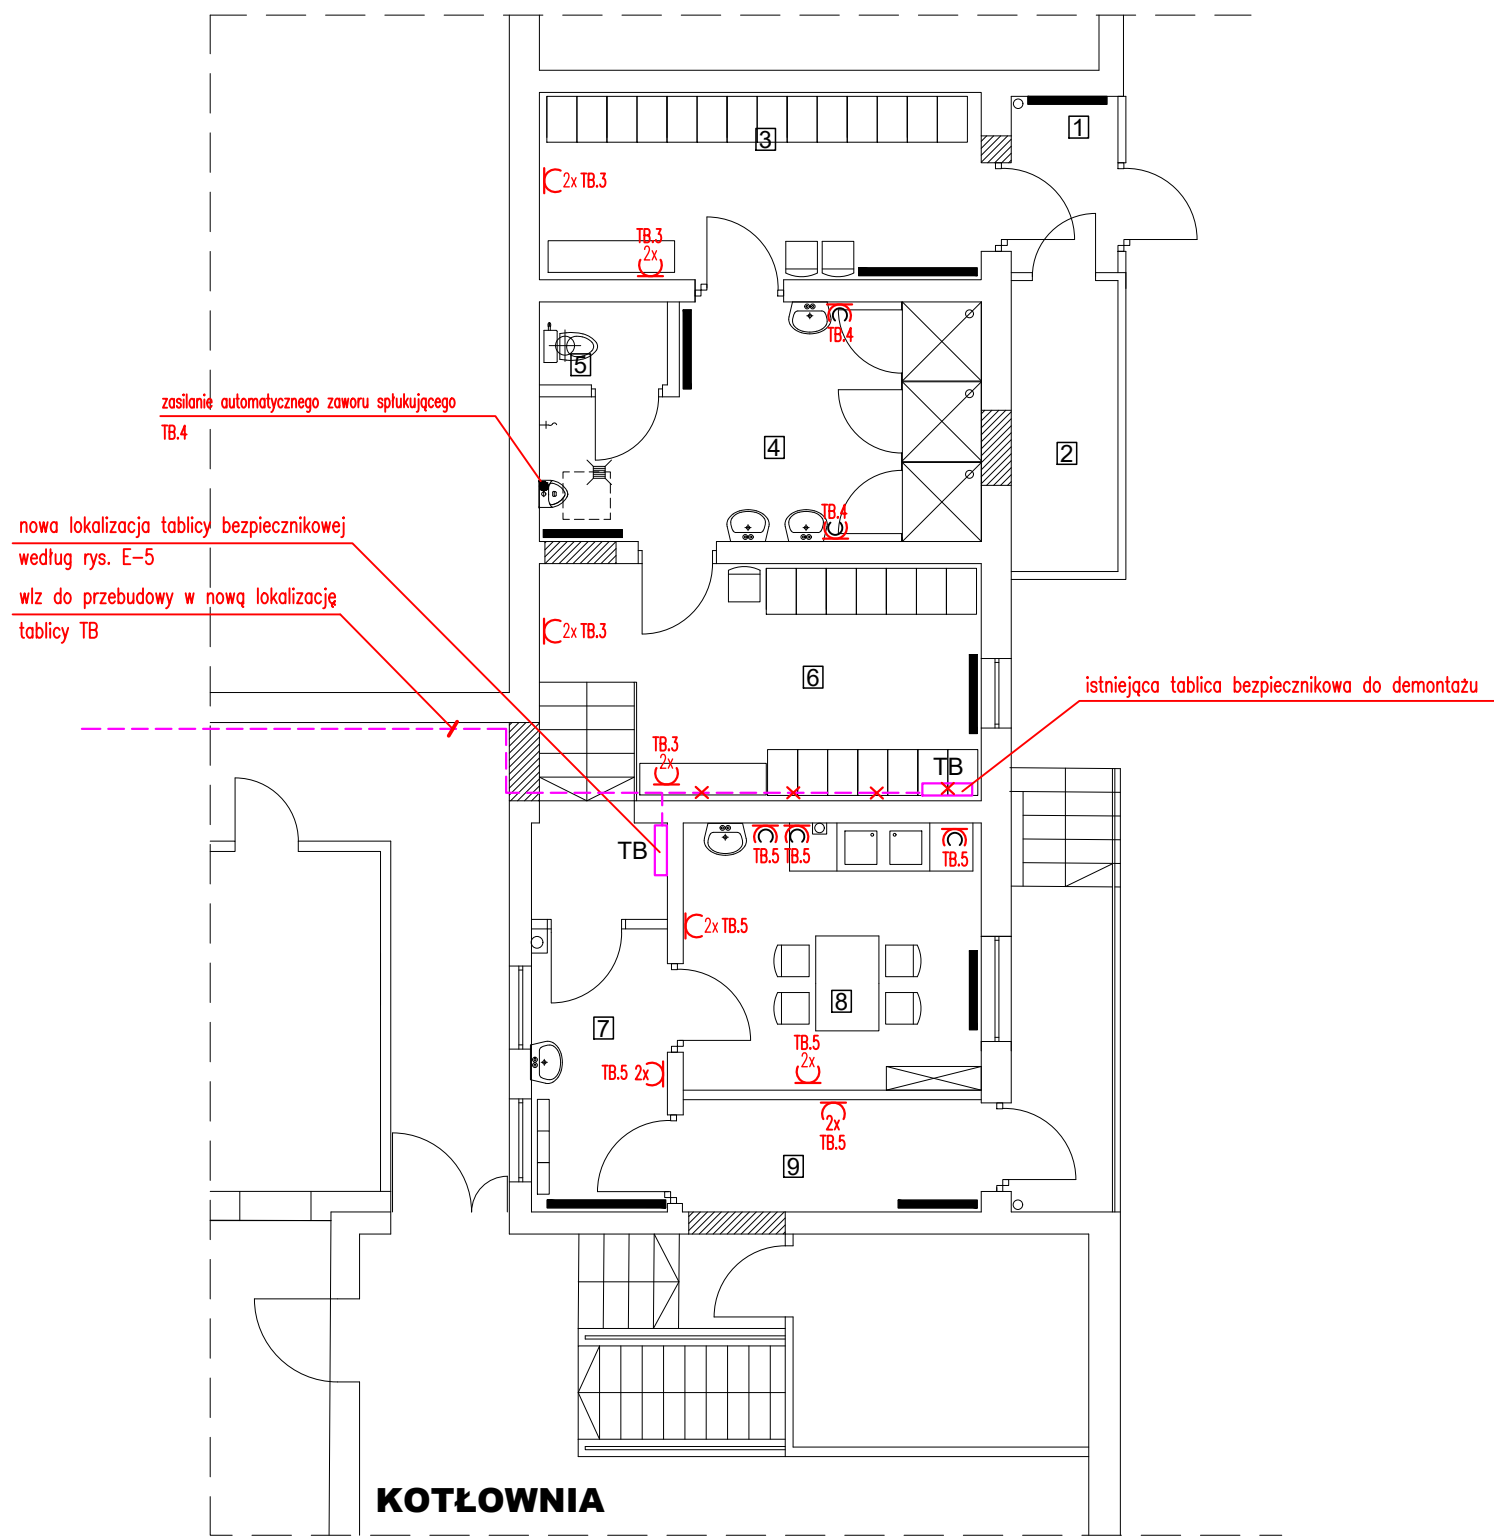 1
3
2x TB.3
TB.3
2x
TB.4
5
zasilanie automatycznego zaworu spłukującego
TB.4
4
2
TB.4
nowa lokalizacja tablicy bezpiecznikowej
według rys. E-5
wlz do przebudowy w nową lokalizację
tablicy TB
2x TB.3
6
istniejąca tablica bezpiecznikowa do demontażu
TB.3
2x
TB
TB
TB.5
TB.5
TB.5
2x TB.5
8
7
TB.5
2x
TB.5 2x
2x
TB.5
9
KOTŁOWNIA